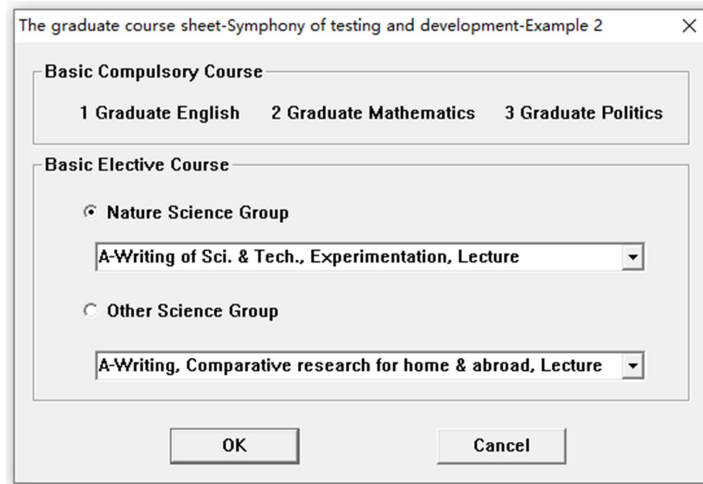 The graduate course sheet-Symphony of testing and development-Example 2
Basic Compulsory Course
1 Graduate English 2 Graduate Mathematics 3 Graduate Politics
Basic Elective Course
Nature Science Group
A-Writing of Sci. & Tech., Experimentation, Lecture
Other Science Group
A-Writing, Comparative research for home & abroad, Lecture
OK Cancel